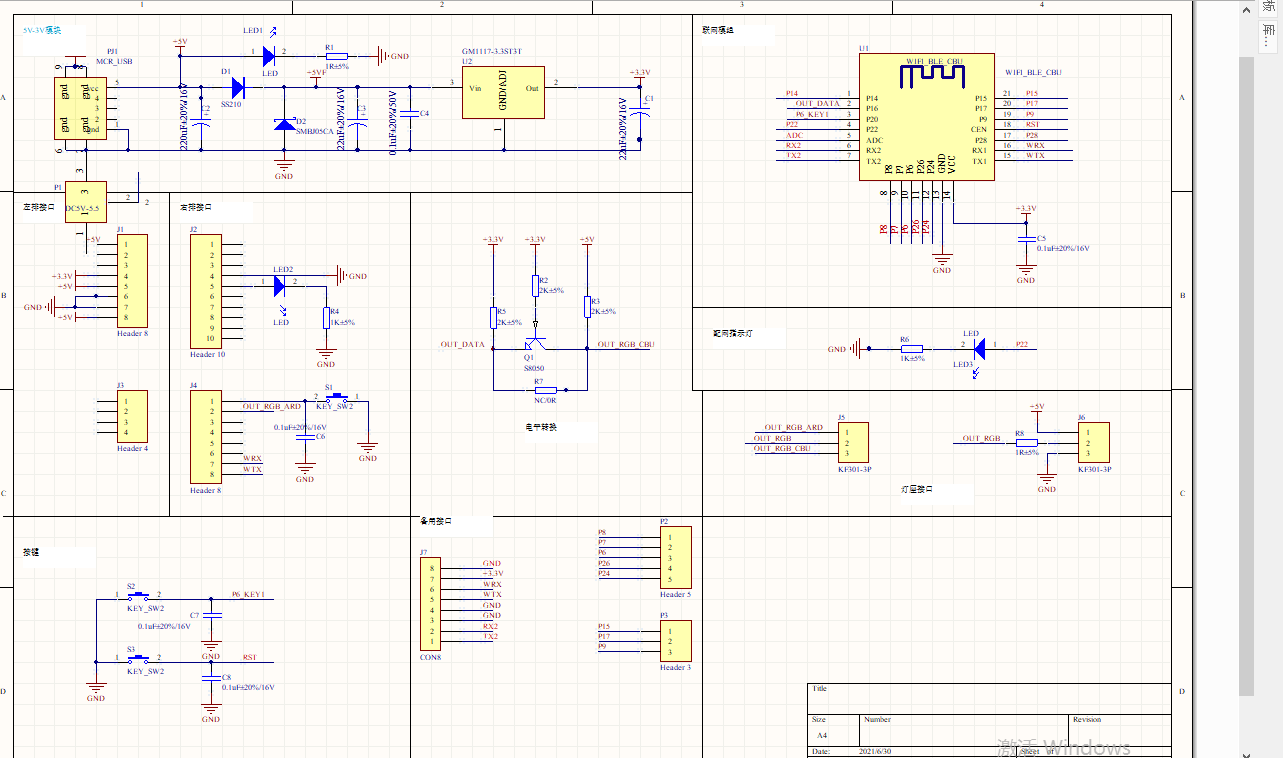 1
2
3
4
5V-3V模块
PJ1
MCR_USB
gnd
gnd
vcc
gnd
gnd
gnd
5
4
3
2
1
9
6
+5V
LED1
1
2
LED
R1
1R±5%
GND
D1
SS210
+5VF
C2
22uF±20%/16V
D2
SMBJ05CA
C3
22uF±20%/16V
0.1uF±20%/50V
C4
GND
GM1117-3.3ST3T
U2
3
Vin
GND/ADJ
Out
2
1
+3.3V
C1
22uF±20%/16V
P1
DC5V-5.5
3
3
1
1
2
2
联网模组
U1
WIFI_BLE_CBU
WIFI_BLE_CBU
P14 1 P14
OUT_DATA 2 P16
P6_KEY1 3 P20
P22 4 P22
ADC 5 ADC
RX2 6 RX2
TX2 7 TX2
P15 21 P15
P17 20 P17
P9 19 P9
CEN 18 RST
P28 17 P28
RX1 16 WRX
TX1 15 WTX
P8 P7 P6 P26 P24 GND VCC
8 9 10 11 12 13 14
P8 P7 P6 P26 P24
GND
+3.3V
C5
0.1uF±20%/16V
GND
左排接口
J1
+5V
+3.3V
+5V
GND
+5V
1
2
3
4
5
6
7
8
Header 8
J3
1
2
3
4
Header 4
右排接口
J2
1
2
3
4
5
6
7
8
9
10
Header 10
LED2
1
2
LED
GND
R4
1K±5%
GND
J4
1
2
3
4
5
6
7
8
Header 8
OUT_RGB_ARD
WRX
WTX
S1
2
1
KEY_SW2
0.1uF±20%/16V
C6
GND
GND
+3.3V
+3.3V
+5V
R2
2K±5%
R5
2K±5%
R3
2K±5%
OUT_DATA
OUT_RGB_CBU
Q1
S8050
R7
NC/0R
电平转换
配网指示灯
GND
R6
1K±5%
LED
2
1
LED3
P22
J5
OUT_RGB_ARD
OUT_RGB
OUT_RGB_CBU
1
2
3
KF301-3P
+5V
J6
OUT_RGB
R8
1R±5%
1
2
3
KF301-3P
GND
灯座接口
按键
S2
1
2
KEY_SW2
P6_KEY1
C7
0.1uF±20%/16V
GND
S3
1
2
KEY_SW2
RST
C8
0.1uF±20%/16V
GND
GND
备用接口
J7
8 GND
7 +3.3V
6 WRX
5 WTX
4 GND
3 GND
2 RX2
1 TX2
CON8
P2
P8 1
P7 2
P6 3
P26 4
P24 5
Header 5
P3
P15 1
P17 2
P9 3
Header 3
Title
Size
Number
Revision
A4
Date:
2021/6/30
Sheet of
激活 Windows
A
B
C
D
A
B
C
D